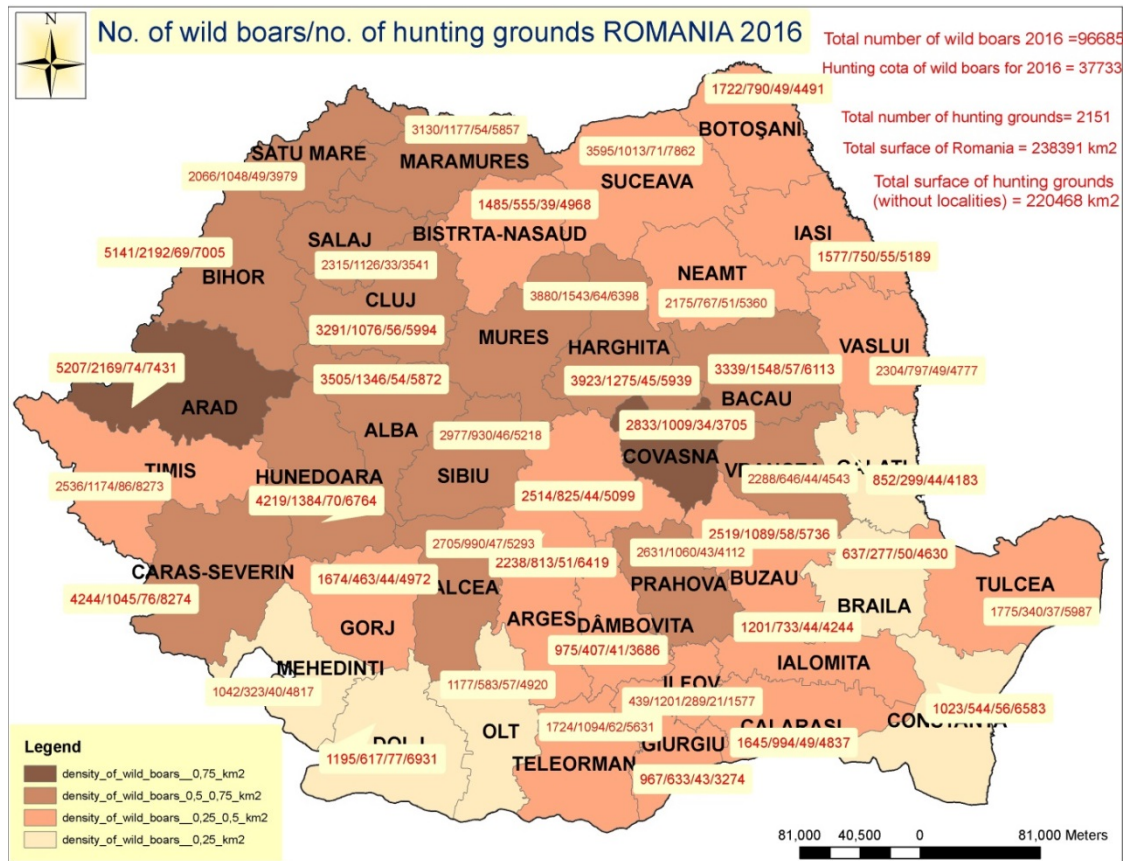 N
No. of wild boars/no. of hunting grounds ROMANIA 2016
Total number of wild boars 2016 =96685
Hunting cota of wild boars for 2016 = 37733
Total number of hunting grounds= 2151
Total surface of Romania = 238391 km2
Total surface of hunting grounds
(without localities) = 220468 km2
1722/790/49/4491
BOTOŞANI
3130/1177/54/5857
SATU MARE
MARAMURES
3595/1013/71/7862
SUCEAVA
2066/1048/49/3979
1485/555/39/4968
BISTRTA-NASAUD
SALAJ
IASI
1577/750/55/5189
5141/2192/69/7005
BIHOR
2315/1126/33/3541
NEAMT
CLUJ
3880/1543/64/6398
2175/767/51/5360
3291/1076/56/5994
MURES
HARGHITA
VASLUI
5207/2169/74/7431
3505/1346/54/5872
3923/1275/45/5939
3339/1548/57/6113
2304/797/49/4777
BACAU
ARAD
ALBA
2977/930/46/5218
2833/1009/34/3705
COVASNA
TIMIS
HUNEDOARA
SIBIU
2536/1174/86/8273
4219/1384/70/6764
2514/825/44/5099
2288/646/44/4543
852/299/44/4183
2705/990/47/5293
2238/813/51/6419
2519/1089/58/5736
2631/1060/43/4112
637/277/50/4630
CARAS-SEVERIN
1674/463/44/4972
ALCEA
PRAHOVA
BUZAU
TULCEA
4244/1045/76/8274
BRAILA
1775/340/37/5987
GORJ
ARGES
DÂMBOVITA
1201/733/44/4244
975/407/41/3686
MEHEDINTI
IALOMITA
1042/323/40/4817
1177/583/57/4920
ILFOV
439/1201/289/21/1577
1023/544/56/6583
CONSTANTA
OLT
1724/1094/62/5631
CALARASI
DOLJ
GIURGIU
1645/994/49/4837
1195/617/77/6931
TELEORMAN
967/633/43/3274
Legend
density_of_wild_boars__0,75_km2
density_of_wild_boars_0,5_0,75_km2
density_of_wild_boars__0,25_0,5_km2
density_of_wild_boars__0,25_km2
81,000 40,500 0 81,000 Meters